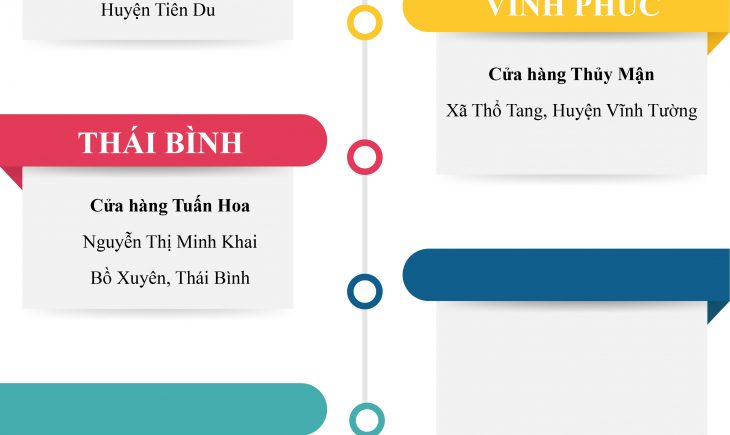 Huyện Tiên Du
VĨNH PHÚC
Cửa hàng Thủy Mận
Xã Thổ Tang, Huyện Vĩnh Tường
THÁI BÌNH
Cửa hàng Tuấn Hoa
Nguyễn Thị Minh Khai
Bồ Xuyên, Thái Bình